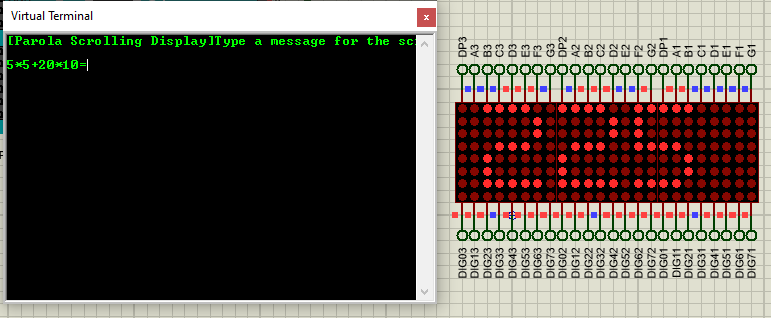 Virtual Terminal
x
[Parola Scrolling Display]Type a message for the sc
5*5+20*10=
DP3 A3 B3 C3 D3 E3 F3 G3 DP2 A2 B2 C2 D2 E2 F2 G2 DP1 A1 B1 C1 D1 E1 F1 G1
225
DIG03 DIG13 DIG23 DIG33 DIG43 DIG53 DIG63 DIG73 DIG02 DIG12 DIG22 DIG32 DIG42 DIG52 DIG62 DIG72 DIG01 DIG11 DIG21 DIG31 DIG41 DIG51 DIG61 DIG71